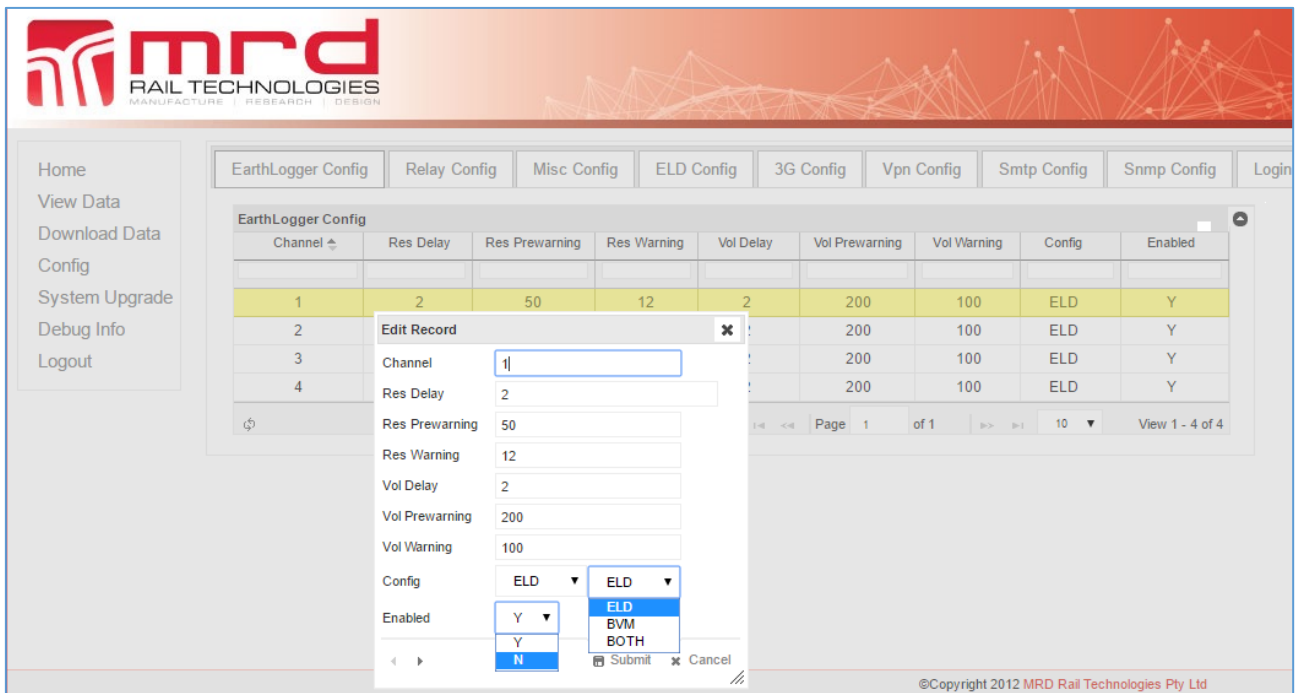 mrd
RAIL TECHNOLOGIES
MANUFACTURE | RESEARCH | DESIGN
Home
View Data
Download Data
Config
System Upgrade
Debug Info
Logout
EarthLogger Config Relay Config Misc Config ELD Config 3G Config Vpn Config Smtp Config Snmp Config Login
EarthLogger Config
Channel Res Delay Res Prewarning Res Warning Vol Delay Vol Prewarning Vol Warning Config Enabled
1 2 50 12 2 200 100 ELD Y
2 200 100 ELD Y
3 200 100 ELD Y
4 200 100 ELD Y
Page 1 of 1 10 View 1 - 4 of 4
Edit Record
Channel 1
Res Delay 2
Res Prewarning 50
Res Warning 12
Vol Delay 2
Vol Prewarning 200
Vol Warning 100
Config ELD ELD
ELD
BVM
BOTH
Enabled Y
Y
N
Submit Cancel
©Copyright 2012 MRD Rail Technologies Pty Ltd